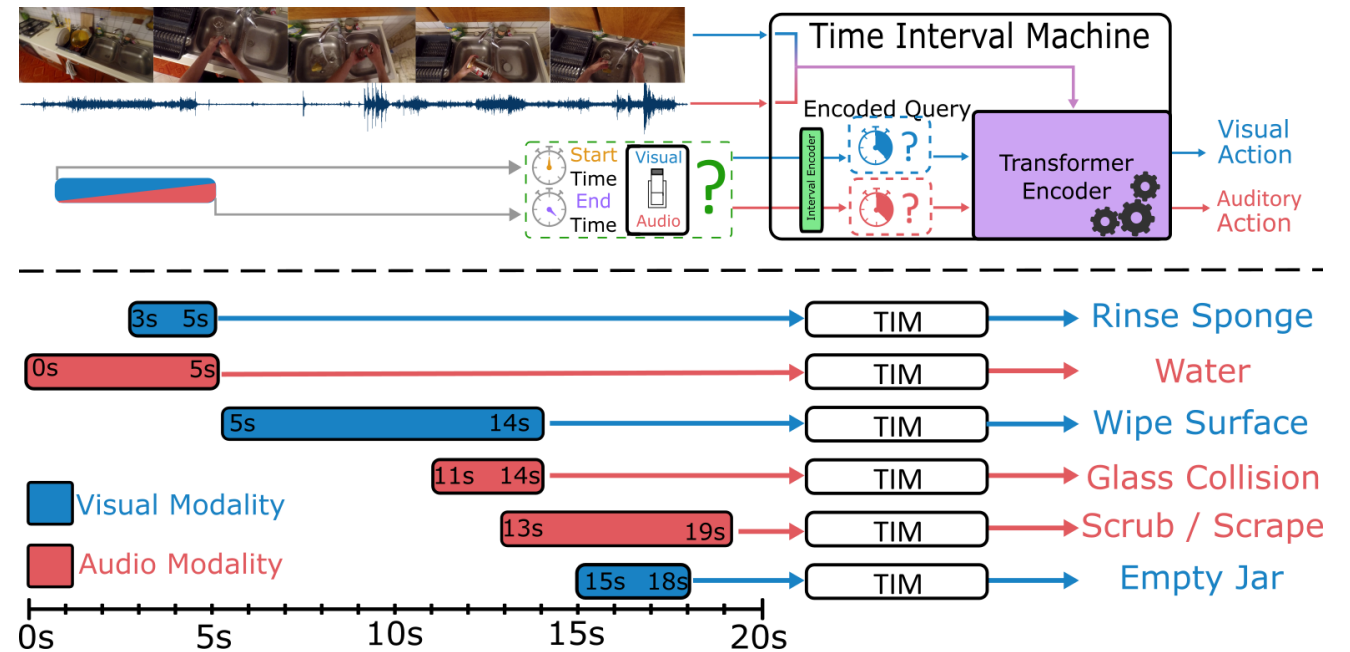 Time Interval Machine
Encoded Query
Start
Time
End
Time
Visual
Audio
?
Interval Encoder
?
?
Transformer
Encoder
Visual
Action
Auditory
Action
3s 5s
TIM
Rinse Sponge
0s 5s
TIM
Water
5s 14s
TIM
Wipe Surface
11s 14s
TIM
Glass Collision
13s 19s
TIM
Scrub / Scrape
15s 18s
TIM
Empty Jar
Visual Modality
Audio Modality
0s 5s 10s 15s 20s